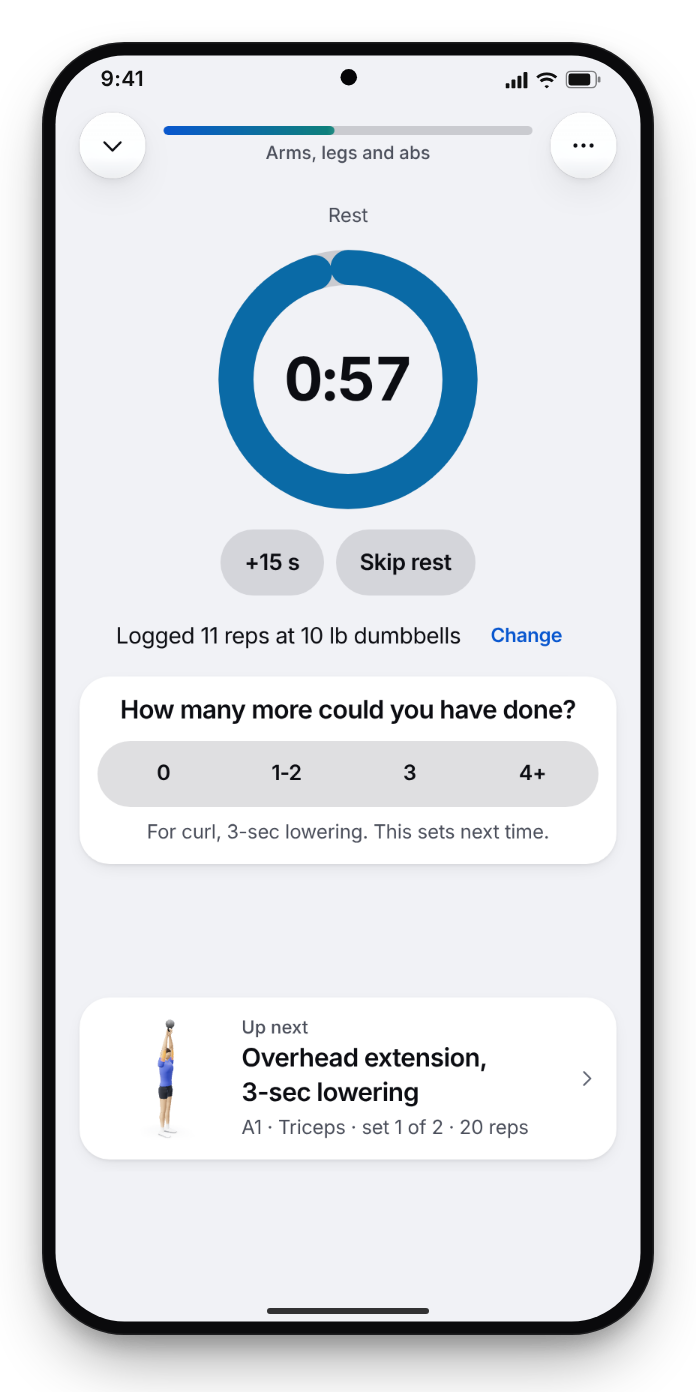 9:41
Arms, legs and abs
Rest
0:57
+15 s
Skip rest
Logged 11 reps at 10 lb dumbbells
Change
How many more could you have done?
0
1-2
3
4+
For curl, 3-sec lowering. This sets next time.
Up next
Overhead extension,
3-sec lowering
A1 · Triceps · set 1 of 2 · 20 reps